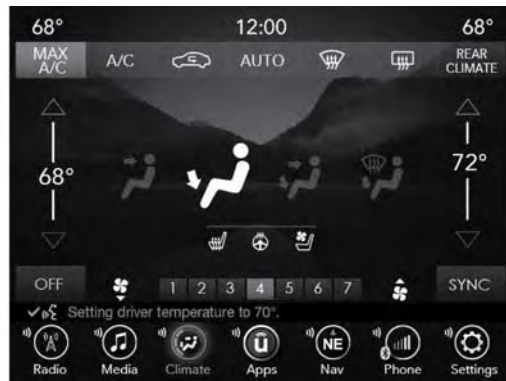 68° 12:00 68°
MAX A/C A/C AUTO REAR CLIMATE
68° 72°
OFF 1 2 3 4 5 6 7 SYNC
Setting driver temperature to 70°.
û NE
Radio Media Climate Apps Nav Phone Settings